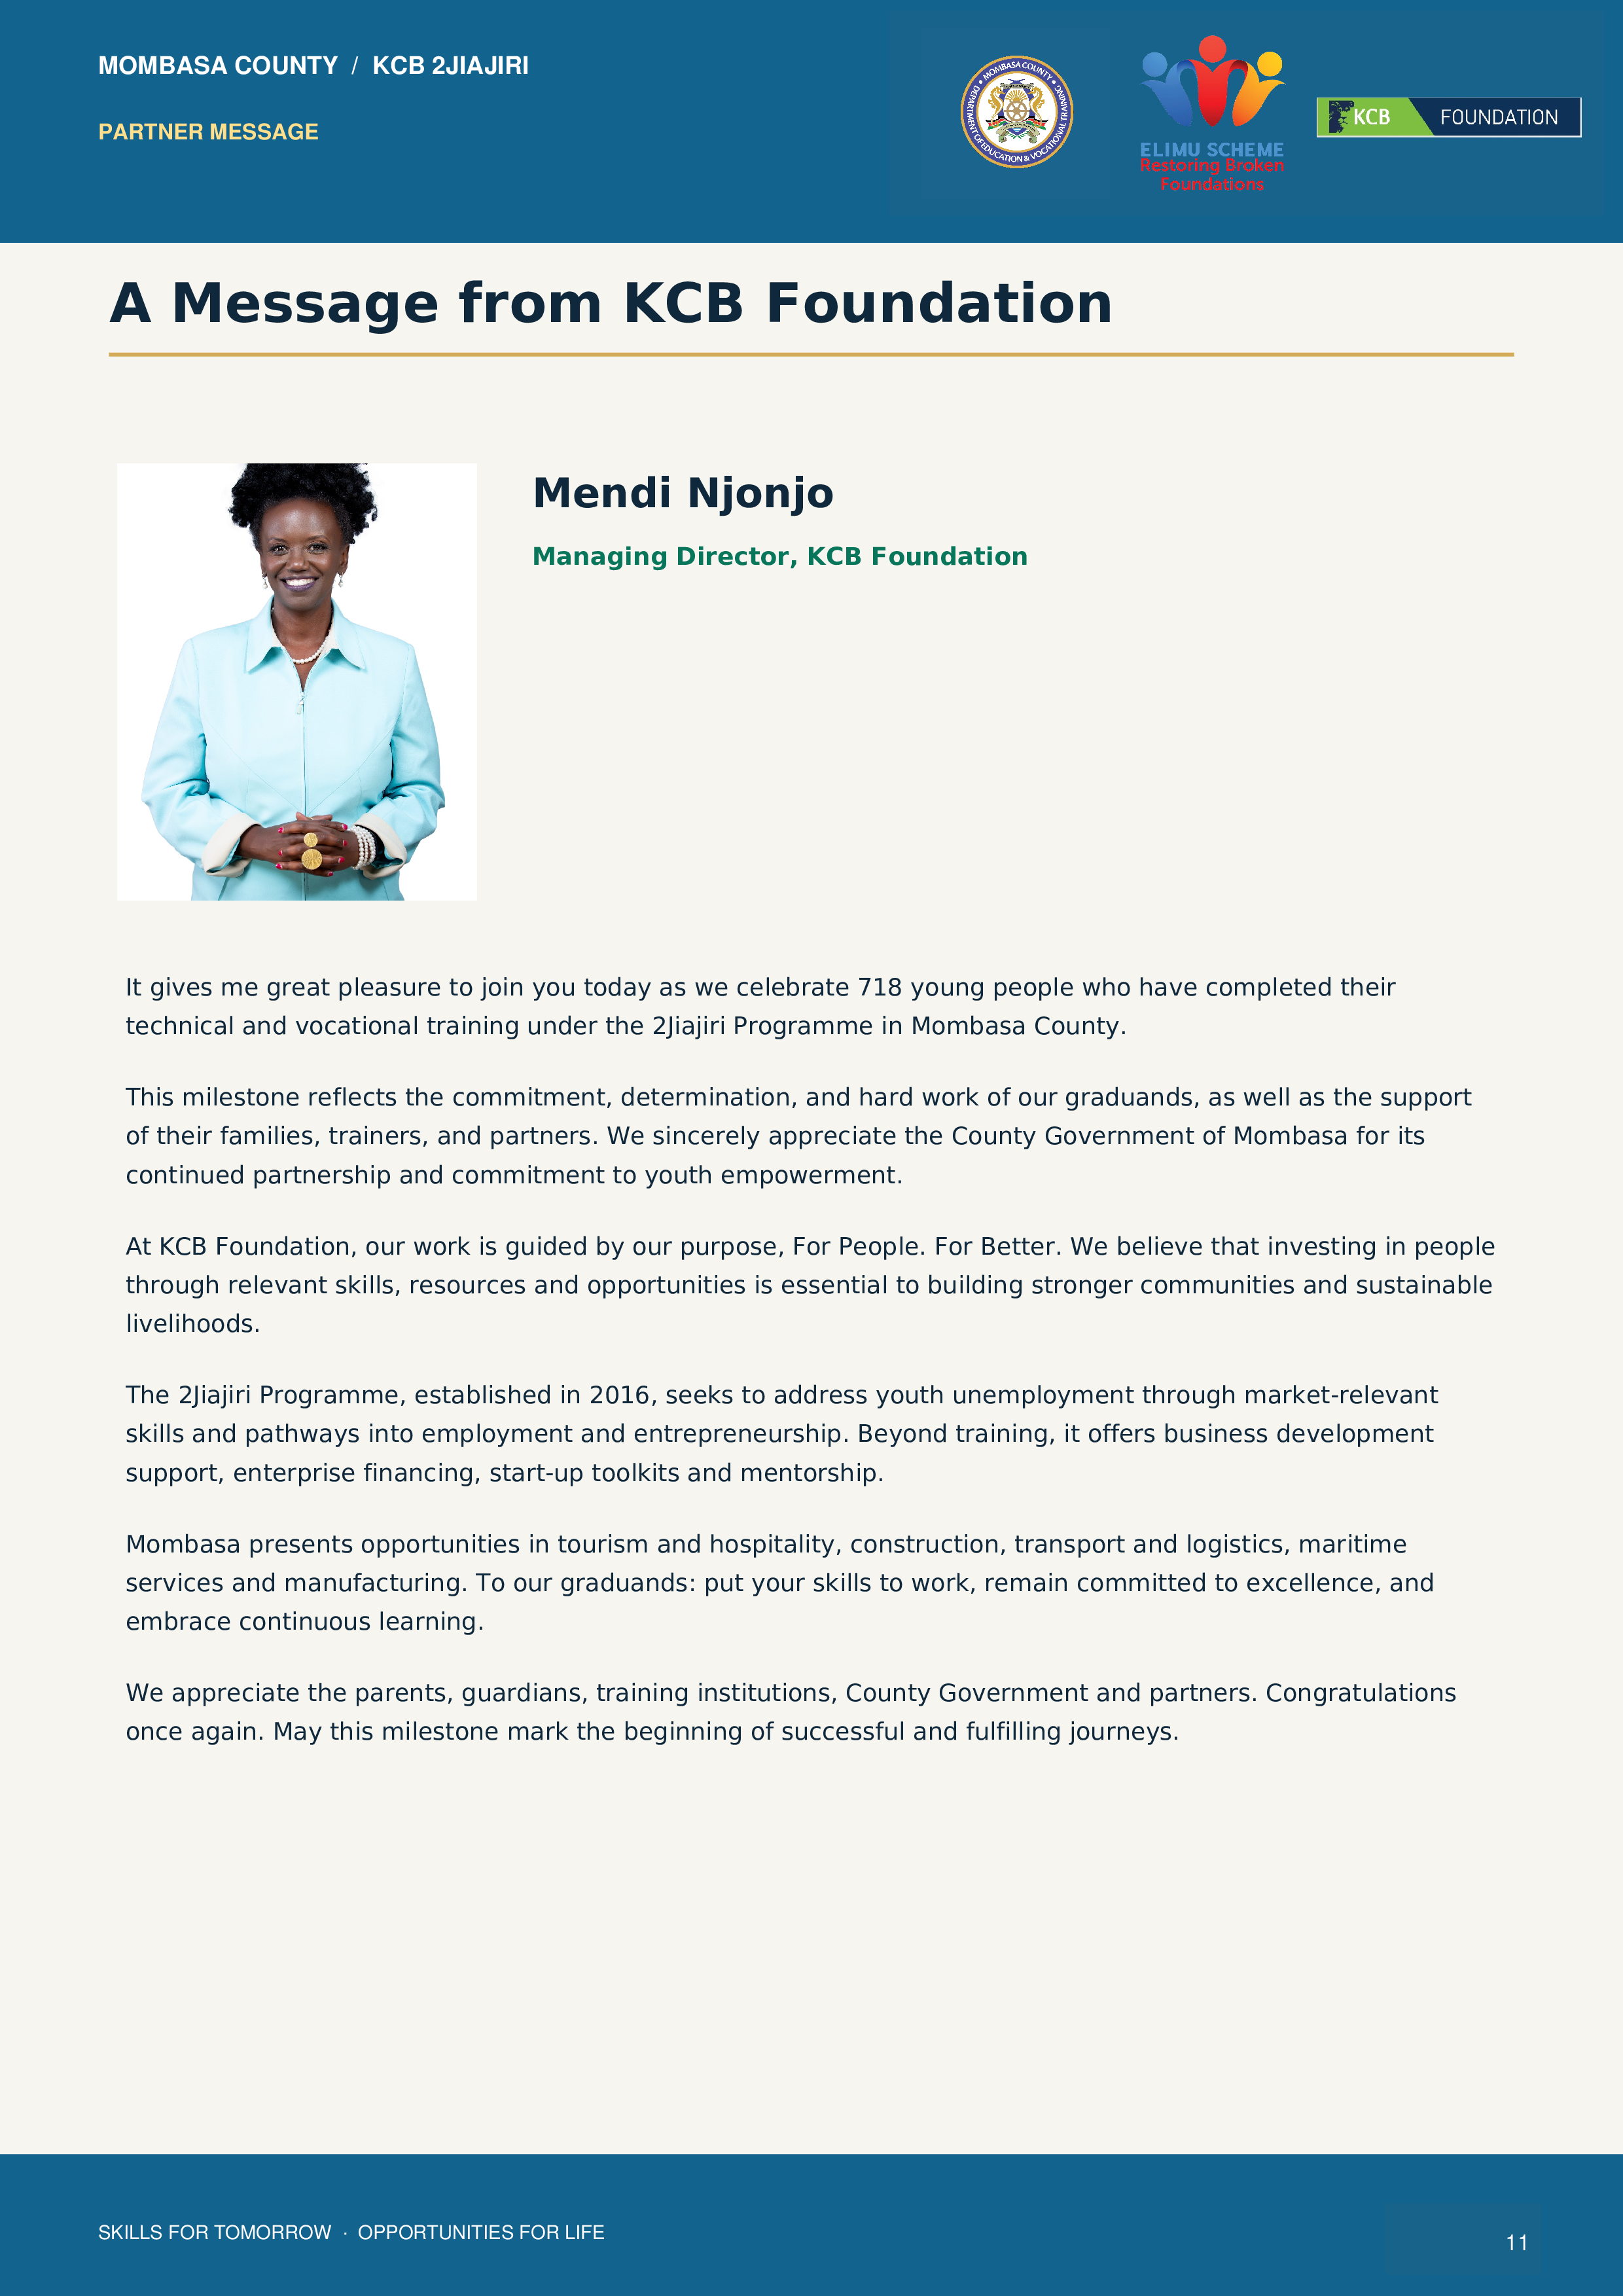 MOMBASA COUNTY / KCB 2JIAJIRI
PARTNER MESSAGE
MOMBASA COUNTY
DEPARTMENT OF EDUCATION & VOCATIONAL TRAINING
ELIMU SCHEME
Restoring Broken
Foundations
KCB FOUNDATION
A Message from KCB Foundation
Mendi Njonjo
Managing Director, KCB Foundation
It gives me great pleasure to join you today as we celebrate 718 young people who have completed their
technical and vocational training under the 2Jiajiri Programme in Mombasa County.
This milestone reflects the commitment, determination, and hard work of our graduands, as well as the support
of their families, trainers, and partners. We sincerely appreciate the County Government of Mombasa for its
continued partnership and commitment to youth empowerment.
At KCB Foundation, our work is guided by our purpose, For People. For Better. We believe that investing in people
through relevant skills, resources and opportunities is essential to building stronger communities and sustainable
livelihoods.
The 2Jiajiri Programme, established in 2016, seeks to address youth unemployment through market-relevant
skills and pathways into employment and entrepreneurship. Beyond training, it offers business development
support, enterprise financing, start-up toolkits and mentorship.
Mombasa presents opportunities in tourism and hospitality, construction, transport and logistics, maritime
services and manufacturing. To our graduands: put your skills to work, remain committed to excellence, and
embrace continuous learning.
We appreciate the parents, guardians, training institutions, County Government and partners. Congratulations
once again. May this milestone mark the beginning of successful and fulfilling journeys.
SKILLS FOR TOMORROW · OPPORTUNITIES FOR LIFE
11